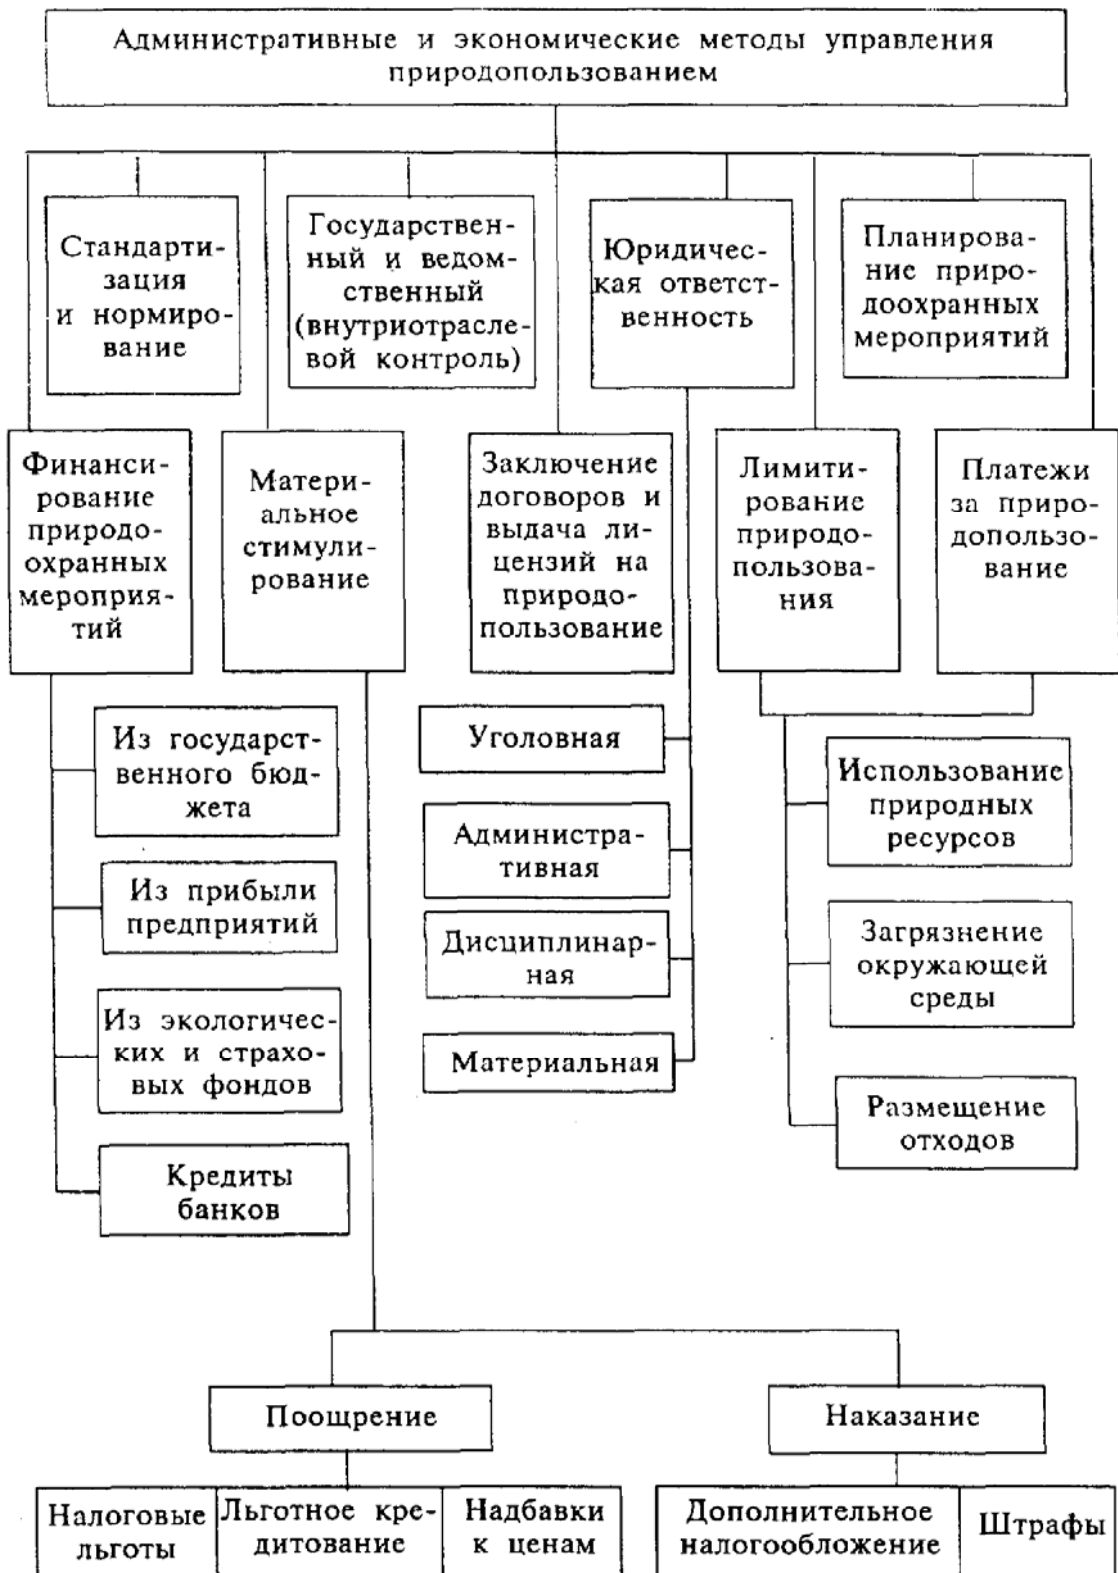 Административные и экономические методы управления
природопользованием
Стандарти-
зация
и нормиро-
вание
Государствен-
ный и ведом-
ственный
(внутриотрасле-
вой контроль)
Юридичес-
кая ответст-
венность
Планирова-
ние приро-
доохранных
мероприятий
Финанси-
рование
природо-
охранных
мероприя-
тий
Матери-
альное
стимули-
рование
Заключение
договоров и
выдача ли-
цензий на
природо-
пользование
Лимити-
рование
природо-
пользова-
ния
Платежи
за приро-
допользо-
вание
Из государст-
венного бюд-
жета
Из прибыли
предприятий
Из экологичес-
ких и страхо-
вых фондов
Кредиты
банков
Уголовная
Администра-
тивная
Дисциплинар-
ная
Материальная
Использование
природных
ресурсов
Загрязнение
окружающей
среды
Размещение
отходов
Поощрение
Наказание
Налоговые
льготы
Льготное кре-
дитование
Надбавки
к ценам
Дополнительное
налогообложение
Штрафы